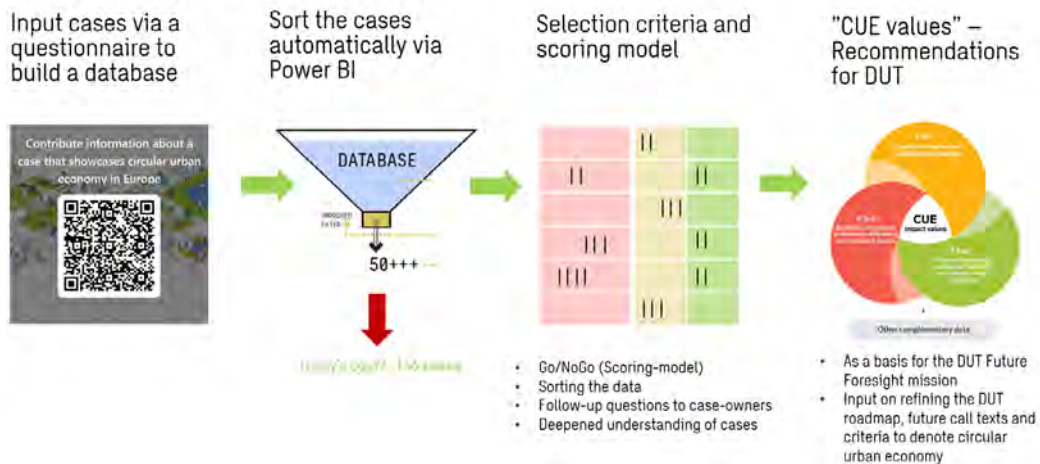 Input cases via a
questionnaire to
build a database
Sort the cases
automatically via
Power BI
Selection criteria and
scoring model
"CUE values" –
Recommendations
for DUT
Contribute information about a
case that showcases circular urban
economy in Europe
DATABASE
50+++
CUE
impact values
Other complementary data
• Go/NoGo (Scoring-model)
• Sorting the data
• Follow-up questions to case-owners
• Deepened understanding of cases
• As a basis for the DUT Future
Foresight mission
• Input on refining the DUT
roadmap, future call texts and
criteria to denote circular
urban economy